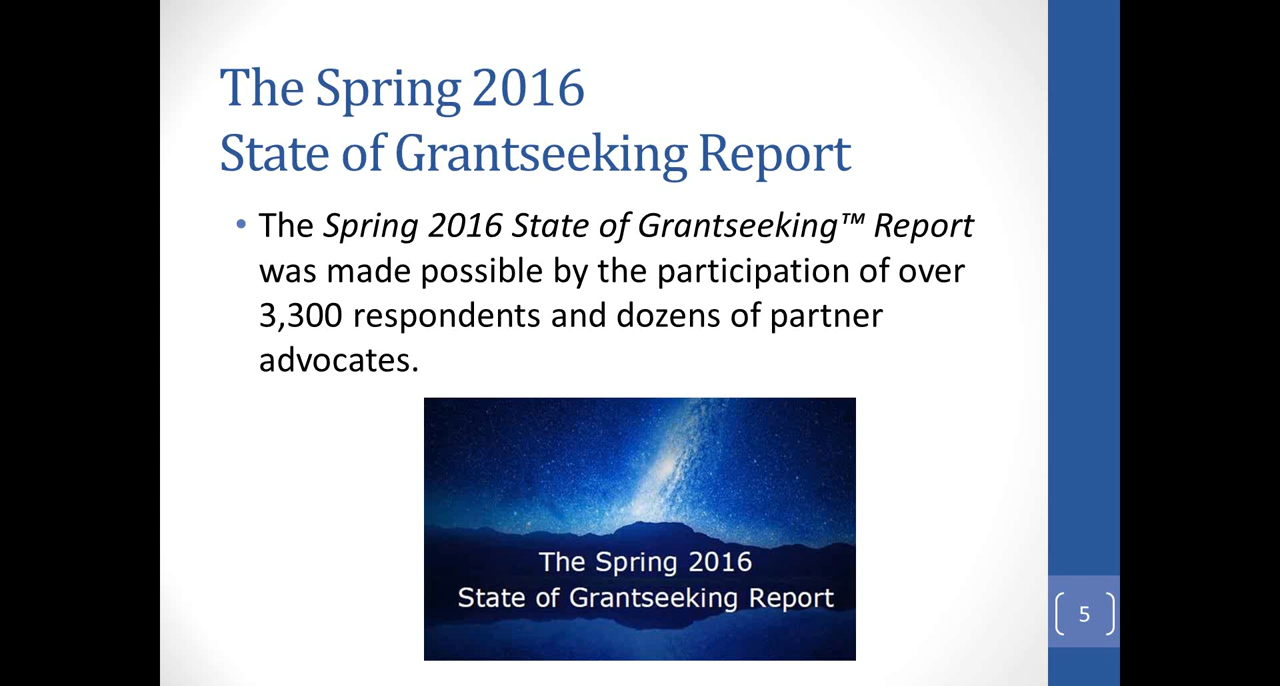 The Spring 2016
State of Grantseeking Report
• The Spring 2016 State of Grantseeking™ Report
was made possible by the participation of over
3,300 respondents and dozens of partner
advocates.
The Spring 2016
State of Grantseeking Report
5